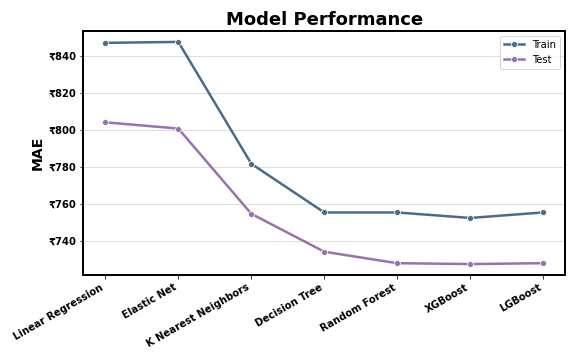 Model Performance
Train
Test
MAE
₹840
₹820
₹800
₹780
₹760
₹740
Linear Regression
Elastic Net
K Nearest Neighbors
Decision Tree
Random Forest
XGBoost
LGBoost